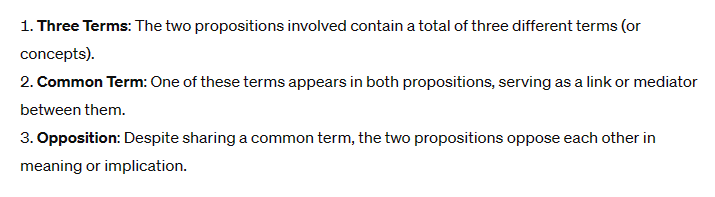 1. Three Terms: The two propositions involved contain a total of three different terms (or
concepts).
2. Common Term: One of these terms appears in both propositions, serving as a link or mediator
between them.
3. Opposition: Despite sharing a common term, the two propositions oppose each other in
meaning or implication.